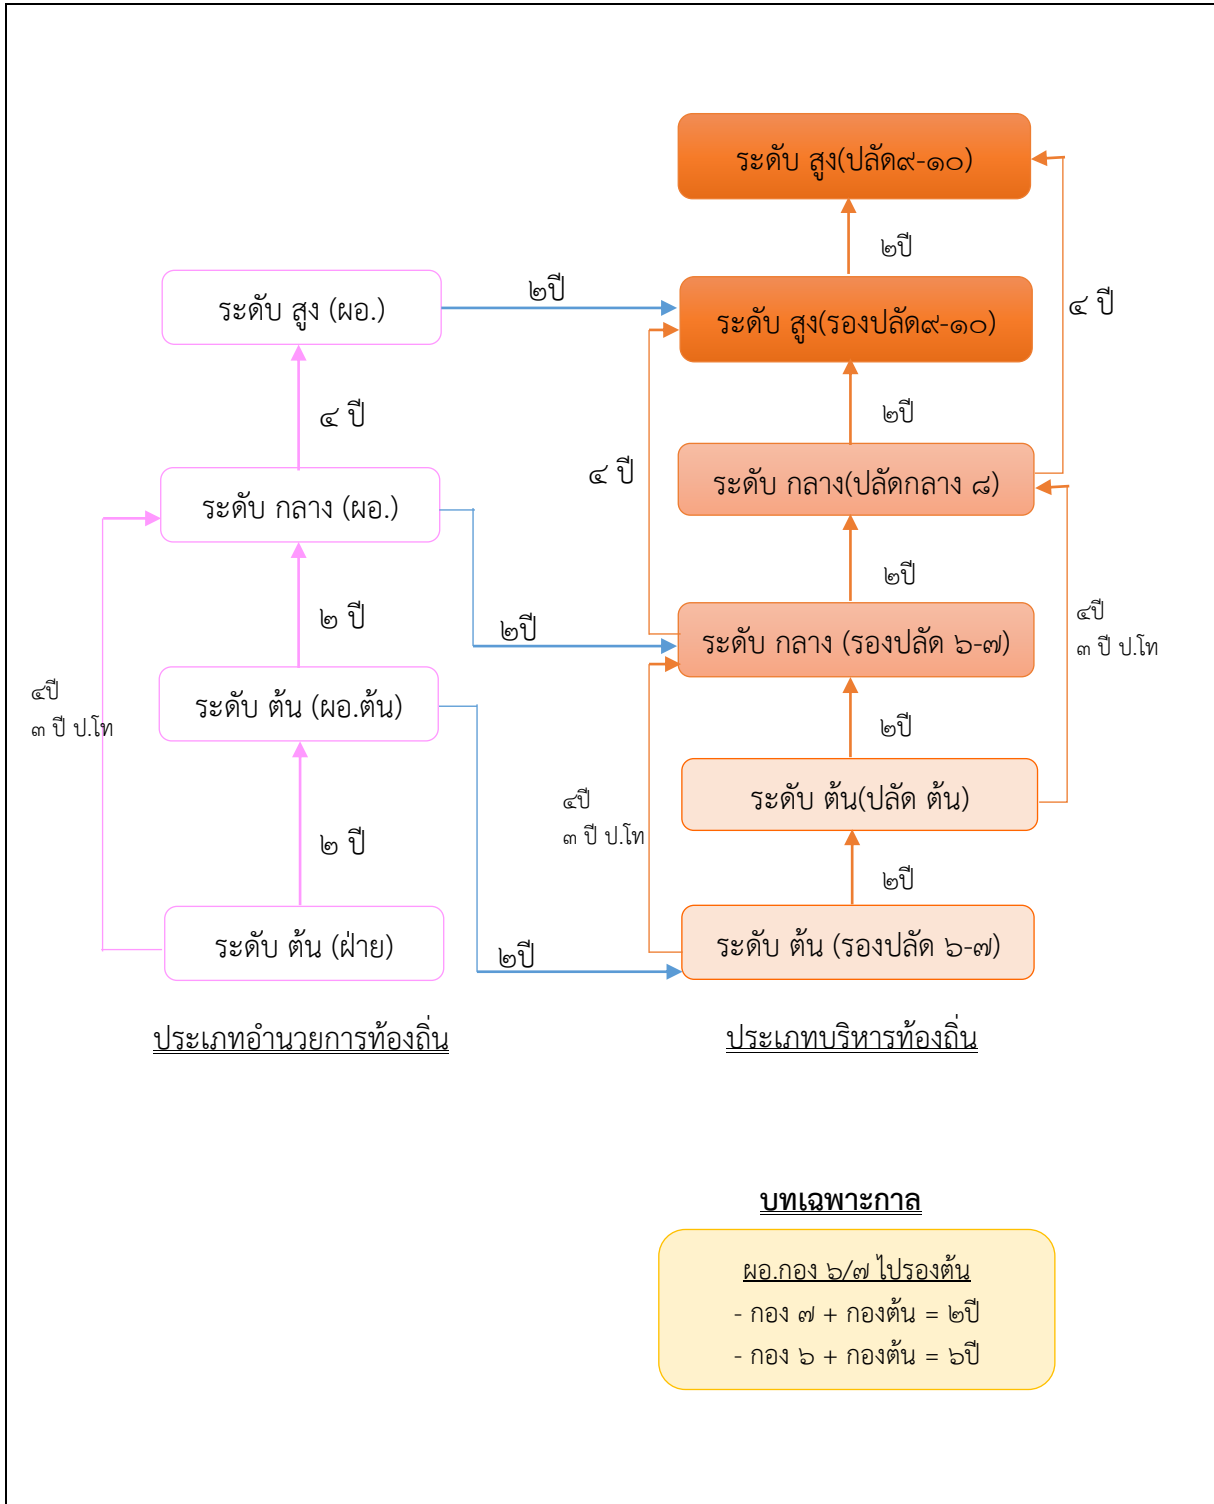 ระดับ สูง(ปลัด๙-๑๐)
๒ปี
๒ปี
๔ ปี
ระดับ สูง (ผอ.)
ระดับ สูง(รองปลัด๙-๑๐)
๔ ปี
๒ปี
๔ ปี
ระดับ กลาง (ผอ.)
ระดับ กลาง(ปลัดกลาง ๘)
๒ปี
๒ ปี
๒ปี
ระดับ กลาง (รองปลัด ๖-๗)
๔ปี
๓ ปี ป.โท
๔ปี
๓ ปี ป.โท
ระดับ ต้น (ผอ.ต้น)
๒ปี
๔ปี
๓ ปี ป.โท
ระดับ ต้น(ปลัด ต้น)
๒ ปี
๒ปี
ระดับ ต้น (ฝ่าย)
๒ปี
ระดับ ต้น (รองปลัด ๖-๗)
ประเภทอำนวยการท้องถิ่น
ประเภทบริหารท้องถิ่น
บทเฉพาะกาล
ผอ.กอง ๖/๗ ไปรองต้น
- กอง ๗ + กองต้น = ๒ปี
- กอง ๖ + กองต้น = ๖ปี